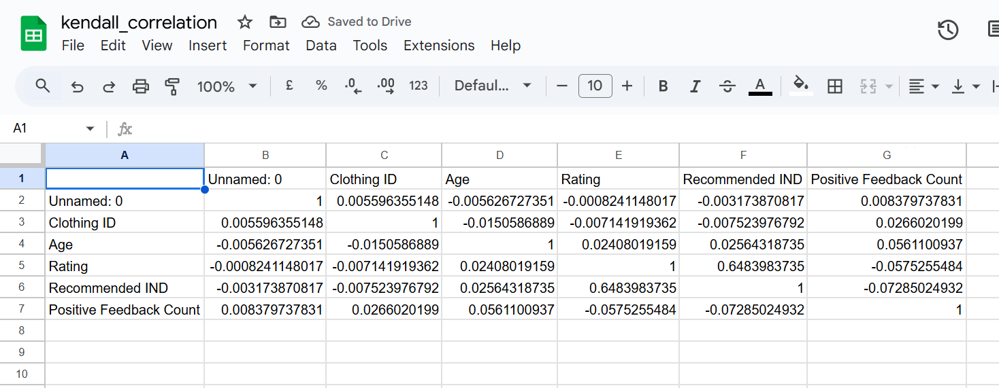 kendall_correlation Saved to Drive
File Edit View Insert Format Data Tools Extensions Help
100% £ % .0 .00 123 Defaul... 10 B I S A
A1 fx
A B C D E F G
1 Unnamed: 0 Clothing ID Age Rating Recommended IND Positive Feedback Count
2 Unnamed: 0 1 0.005596355148 -0.005626727351 -0.0008241148017 -0.003173870817 0.008379737831
3 Clothing ID 0.005596355148 1 -0.0150586889 -0.007141919362 -0.007523976792 0.0266020199
4 Age -0.005626727351 -0.0150586889 1 0.02408019159 0.02564318735 0.0561100937
5 Rating -0.0008241148017 -0.007141919362 0.02408019159 1 0.6483983735 -0.0575255484
6 Recommended IND -0.003173870817 -0.007523976792 0.02564318735 0.6483983735 1 -0.07285024932
7 Positive Feedback Count 0.008379737831 0.0266020199 0.0561100937 -0.0575255484 -0.07285024932 1
8
9
10